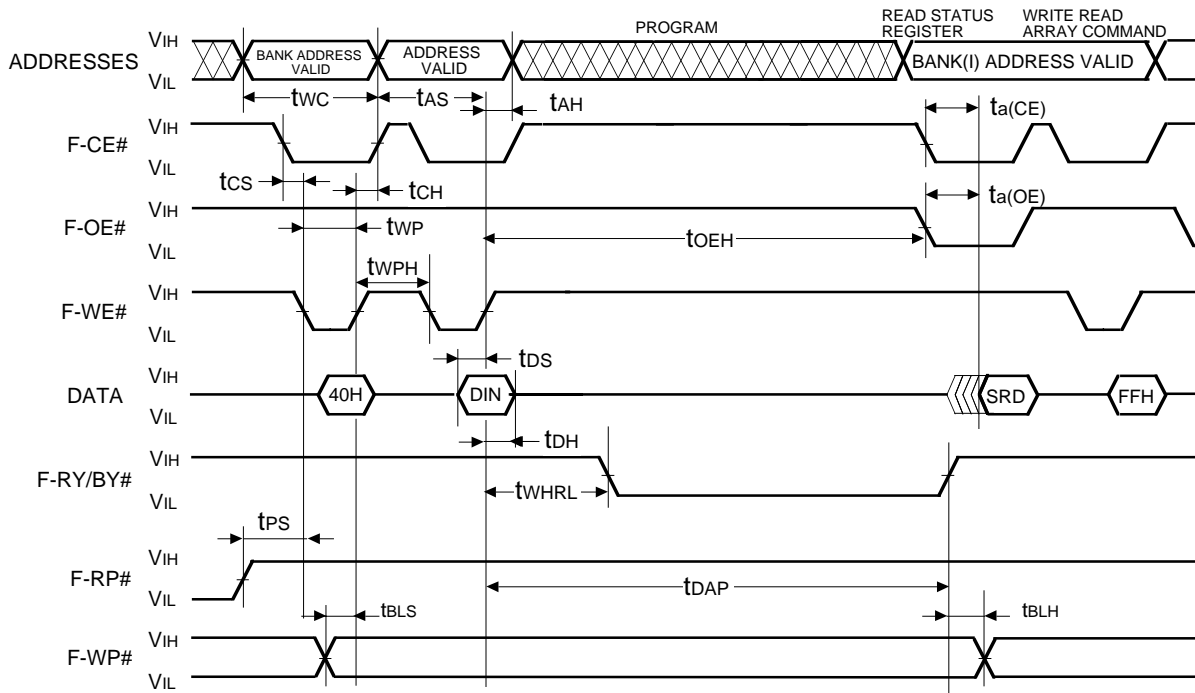 PROGRAM
READ STATUS REGISTER
WRITE READ ARRAY COMMAND
ADDRESSES
VIH
VIL
BANK ADDRESS VALID
ADDRESS VALID
BANK(I) ADDRESS VALID
tWC
tAS
tAH
ta(CE)
F-CE#
VIH
VIL
tCS
tCH
ta(OE)
F-OE#
VIH
VIL
tWP
tOEH
tWPH
F-WE#
VIH
VIL
tDS
DATA
VIH
VIL
40H
DIN
SRD
FFH
tDH
F-RY/BY#
VIH
VIL
tWHRL
tPS
F-RP#
VIH
VIL
tDAP
tBLS
tBLH
F-WP#
VIH
VIL